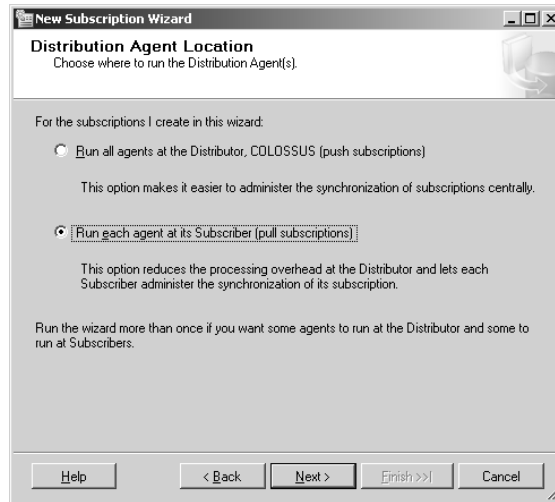 New Subscription Wizard
Distribution Agent Location
Choose where to run the Distribution Agent(s).
For the subscriptions I create in this wizard:
Run all agents at the Distributor, COLOSSUS (push subscriptions)
This option makes it easier to administer the synchronization of subscriptions centrally.
Run each agent at its Subscriber (pull subscriptions)
This option reduces the processing overhead at the Distributor and lets each
Subscriber administer the synchronization of its subscription.
Run the wizard more than once if you want some agents to run at the Distributor and some to
run at Subscribers.
Help < Back Next > Finish >>| Cancel